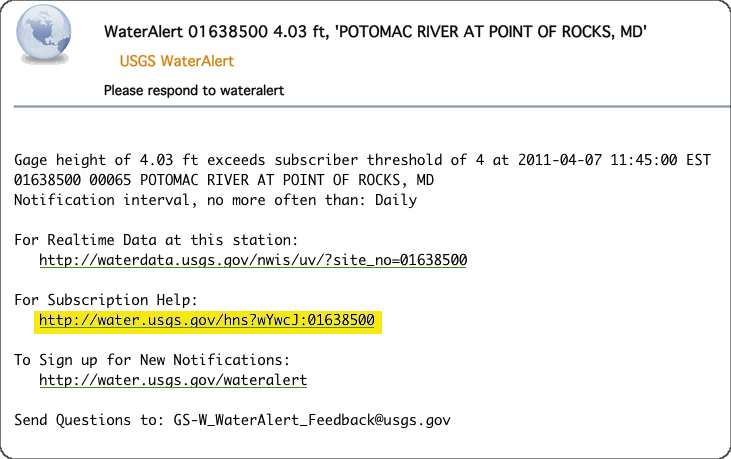 WaterAlert 01638500 4.03 ft, 'POTOMAC RIVER AT POINT OF ROCKS, MD'
USGS WaterAlert
Please respond to wateralert
Gage height of 4.03 ft exceeds subscriber threshold of 4 at 2011-04-07 11:45:00 EST
01638500 00065 POTOMAC RIVER AT POINT OF ROCKS, MD
Notification interval, no more often than: Daily
For Realtime Data at this station:
http://waterdata.usgs.gov/nwis/uv/?site_no=01638500
For Subscription Help:
http://water.usgs.gov/hns?wYwcJ:01638500
To Sign up for New Notifications:
http://water.usgs.gov/wateralert
Send Questions to: GS-W_WaterAlert_Feedback@usgs.gov